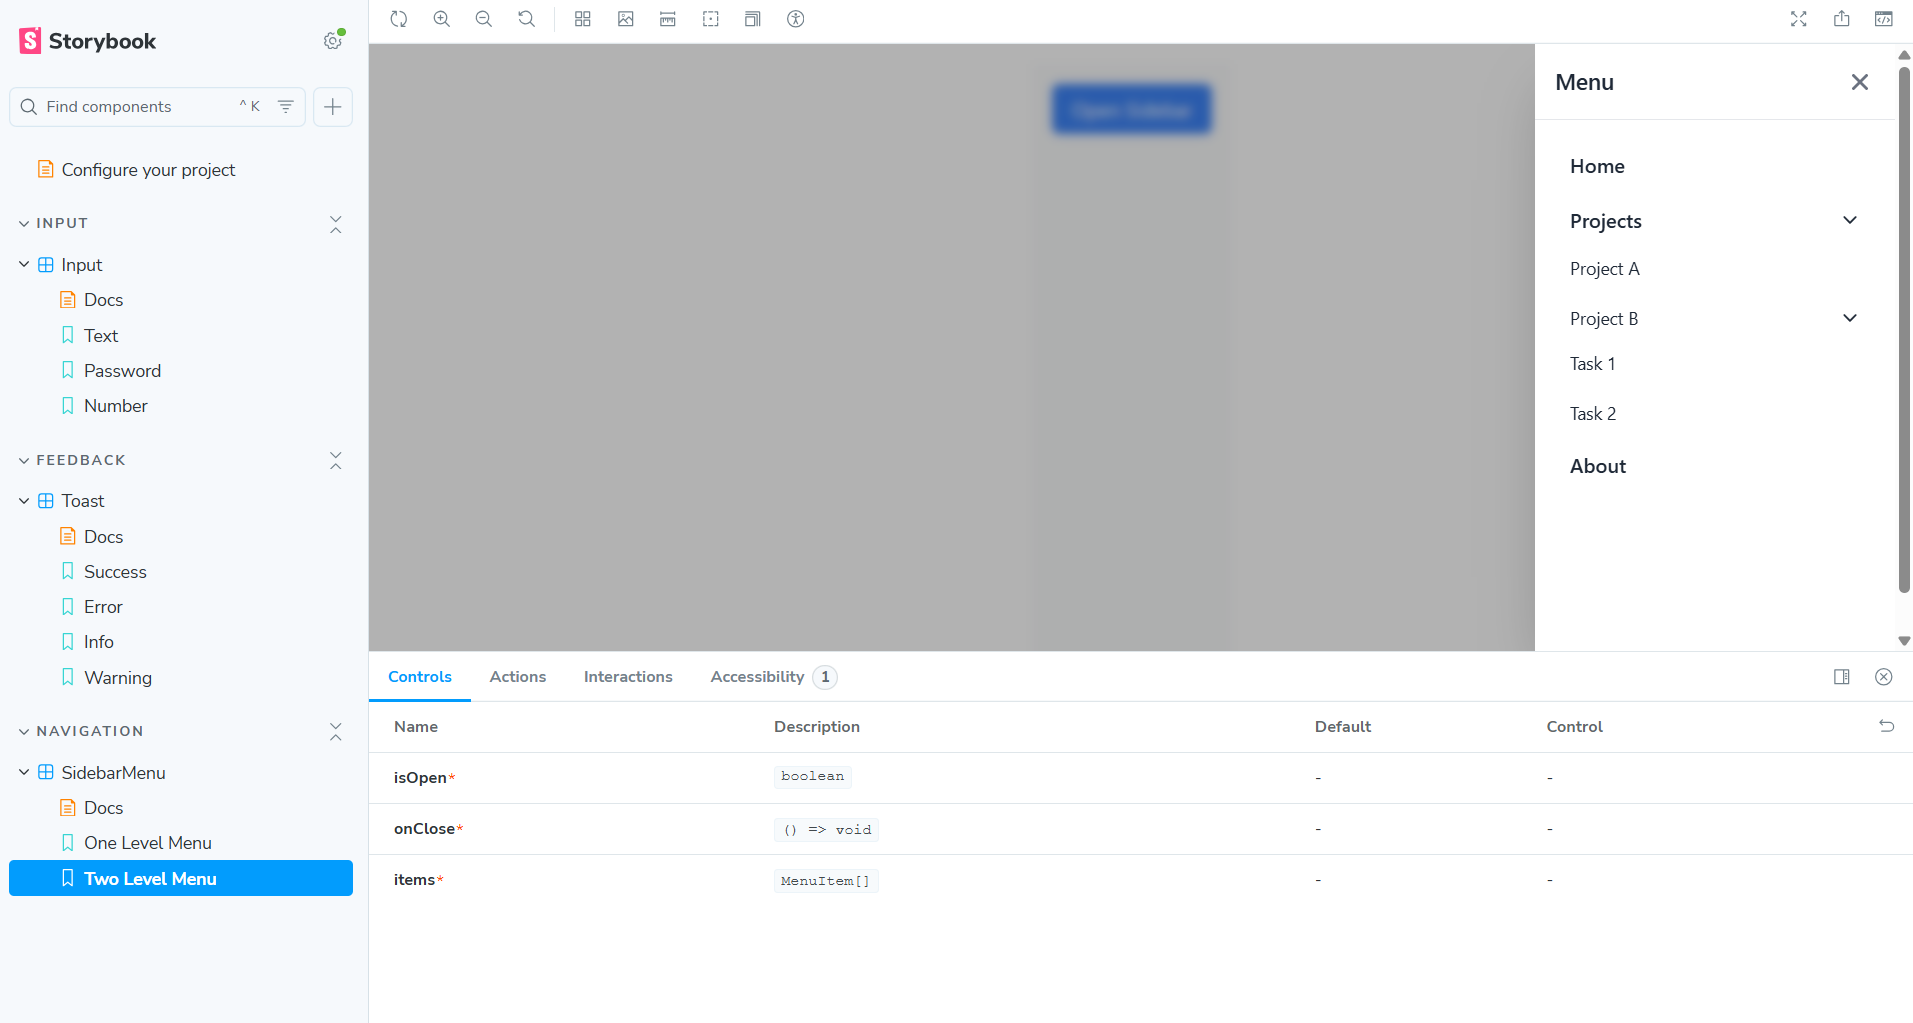 Storybook
Find components
^ K
Configure your project
INPUT
Input
Docs
Text
Password
Number
FEEDBACK
Toast
Docs
Success
Error
Info
Warning
NAVIGATION
SidebarMenu
Docs
One Level Menu
Two Level Menu
Open Sidebar
Menu
Home
Projects
Project A
Project B
Task 1
Task 2
About
Controls Actions Interactions Accessibility 1
Name Description Default Control
isOpen* boolean - -
onClose* () => void - -
items* MenuItem[] - -